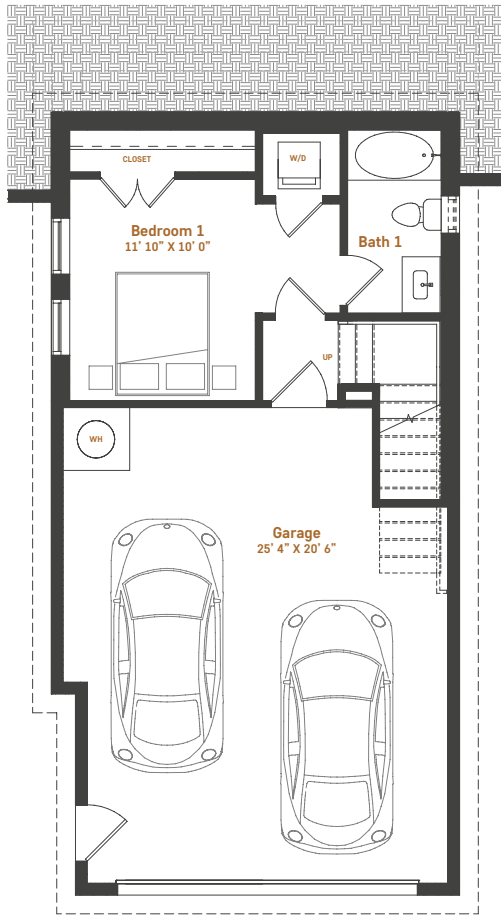 CLOSET
W/D
Bedroom 1
11’ 10” X 10’ 0”
Bath 1
UP
WH
Garage
25’ 4” X 20’ 6”